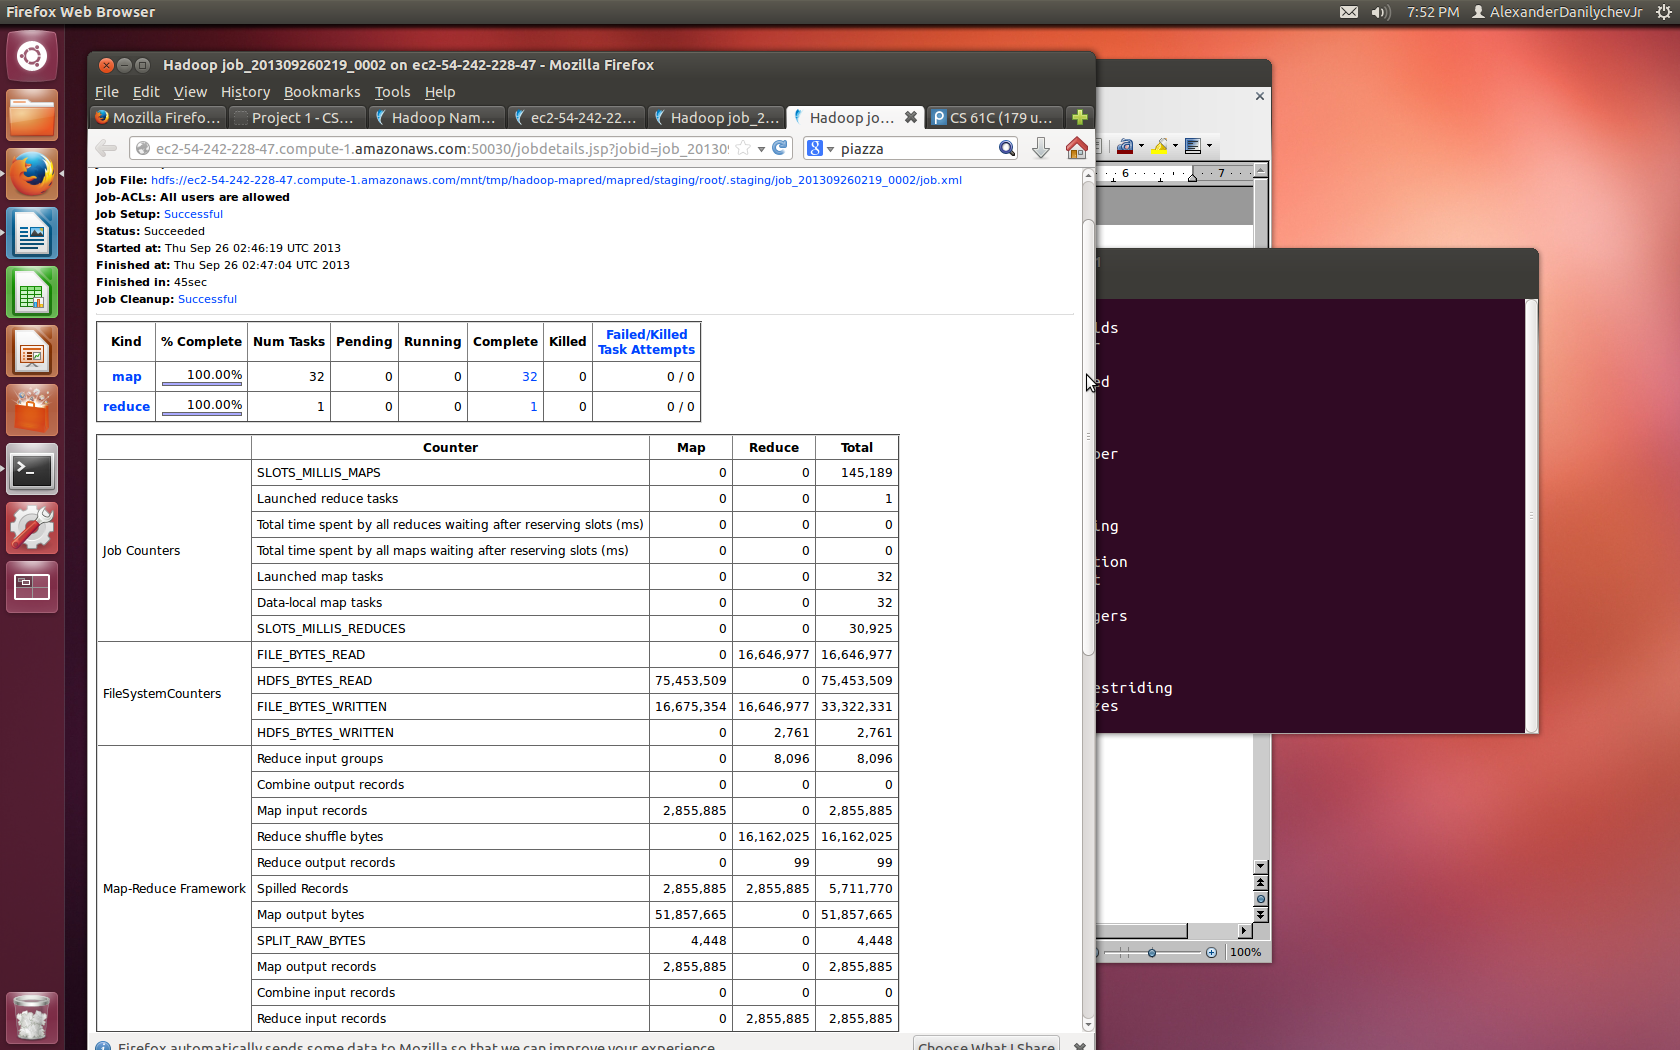 Firefox Web Browser
7:52 PM AlexanderDanilychevJr
Hadoop job_201309260219_0002 on ec2-54-242-228-47 - Mozilla Firefox
File Edit View History Bookmarks Tools Help
Mozilla Firefo... Project 1 - CS... Hadoop Nam... ec2-54-242-22... Hadoop job_2... Hadoop jo... CS 61C (179 u...
ec2-54-242-228-47.compute-1.amazonaws.com:50030/jobdetails.jsp?jobid=job_20130 piazza
Job File: hdfs://ec2-54-242-228-47.compute-1.amazonaws.com/mnt/tmp/hadoop-mapred/mapred/staging/root/.staging/job_201309260219_0002/job.xml
Job-ACLs: All users are allowed
Job Setup: Successful
Status: Succeeded
Started at: Thu Sep 26 02:46:19 UTC 2013
Finished at: Thu Sep 26 02:47:04 UTC 2013
Finished in: 45sec
Job Cleanup: Successful
Kind % Complete Num Tasks Pending Running Complete Killed Failed/Killed Task Attempts
map 100.00% 32 0 0 32 0 0 / 0
reduce 100.00% 1 0 0 1 0 0 / 0
Counter Map Reduce Total
Job Counters
SLOTS_MILLIS_MAPS 0 0 145,189
Launched reduce tasks 0 0 1
Total time spent by all reduces waiting after reserving slots (ms) 0 0 0
Total time spent by all maps waiting after reserving slots (ms) 0 0 0
Launched map tasks 0 0 32
Data-local map tasks 0 0 32
SLOTS_MILLIS_REDUCES 0 0 30,925
FileSystemCounters
FILE_BYTES_READ 0 16,646,977 16,646,977
HDFS_BYTES_READ 75,453,509 0 75,453,509
FILE_BYTES_WRITTEN 16,675,354 16,646,977 33,322,331
HDFS_BYTES_WRITTEN 0 2,761 2,761
Map-Reduce Framework
Reduce input groups 0 8,096 8,096
Combine output records 0 0 0
Map input records 2,855,885 0 2,855,885
Reduce shuffle bytes 0 16,162,025 16,162,025
Reduce output records 0 99 99
Spilled Records 2,855,885 2,855,885 5,711,770
Map output bytes 51,857,665 0 51,857,665
SPLIT_RAW_BYTES 4,448 0 4,448
Map output records 2,855,885 0 2,855,885
Combine input records 0 0 0
Reduce input records 0 2,855,885 2,855,885
Firefox automatically sends some data to Mozilla so that we can improve your experience. Choose What I Share
6 7
lds
ed
per
ing
tion
t
gers
estriding
zes
100%